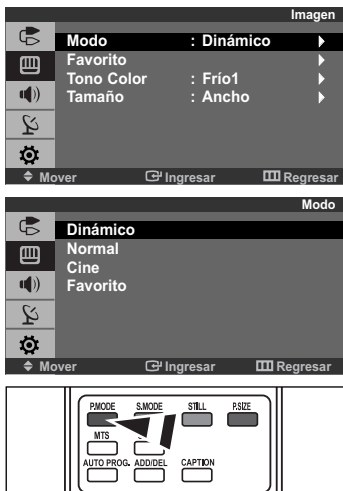 Imagen
Modo : Dinámico
Favorito
Tono Color : Frío1
Tamaño : Ancho
Mover Ingresar Regresar
Modo
Dinámico
Normal
Cine
Favorito
Mover Ingresar Regresar
P.MODE S.MODE STILL P.SIZE
MTS
AUTO PROG. ADD/DEL CAPTION